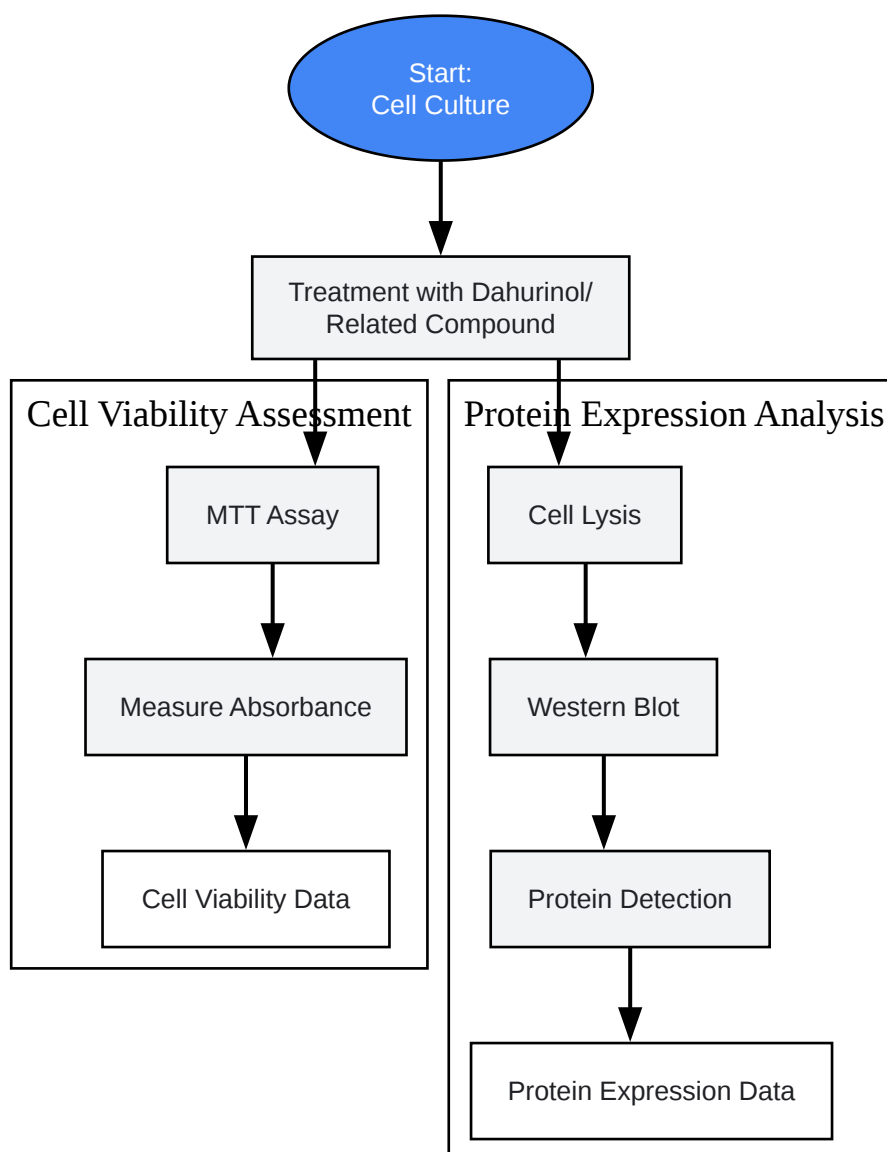 Start:
Cell Culture
Treatment with Dahurinol/
Related Compound
Cell Viability Assessment
MTT Assay
Measure Absorbance
Cell Viability Data
Protein Expression Analysis
Cell Lysis
Western Blot
Protein Detection
Protein Expression Data